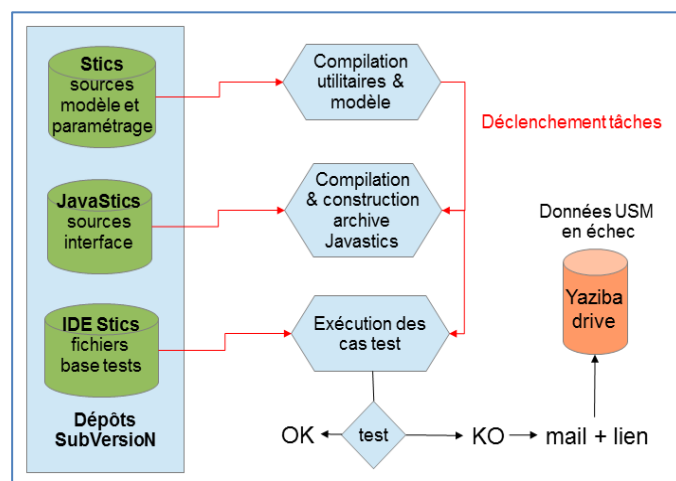 Stics
sources
modèle et
paramétrage
Compilation
utilitaires &
modèle
Déclenchement tâches
JavaStics
sources
interface
Compilation
& construction
archive
Javastics
Données USM
en échec
Yaziba
drive
IDE Stics
fichiers
base tests
Exécution des
cas test
Dépôts
SubVersioN
OK
test
KO
mail + lien